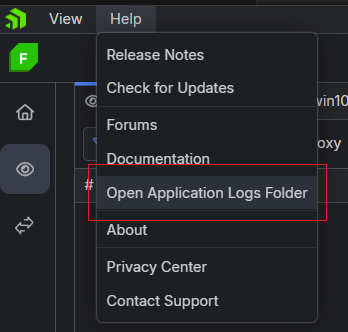 View Help
F
Release Notes
Check for Updates
win10
Forums
oxy
Documentation
# Open Application Logs Folder
About
Privacy Center
Contact Support